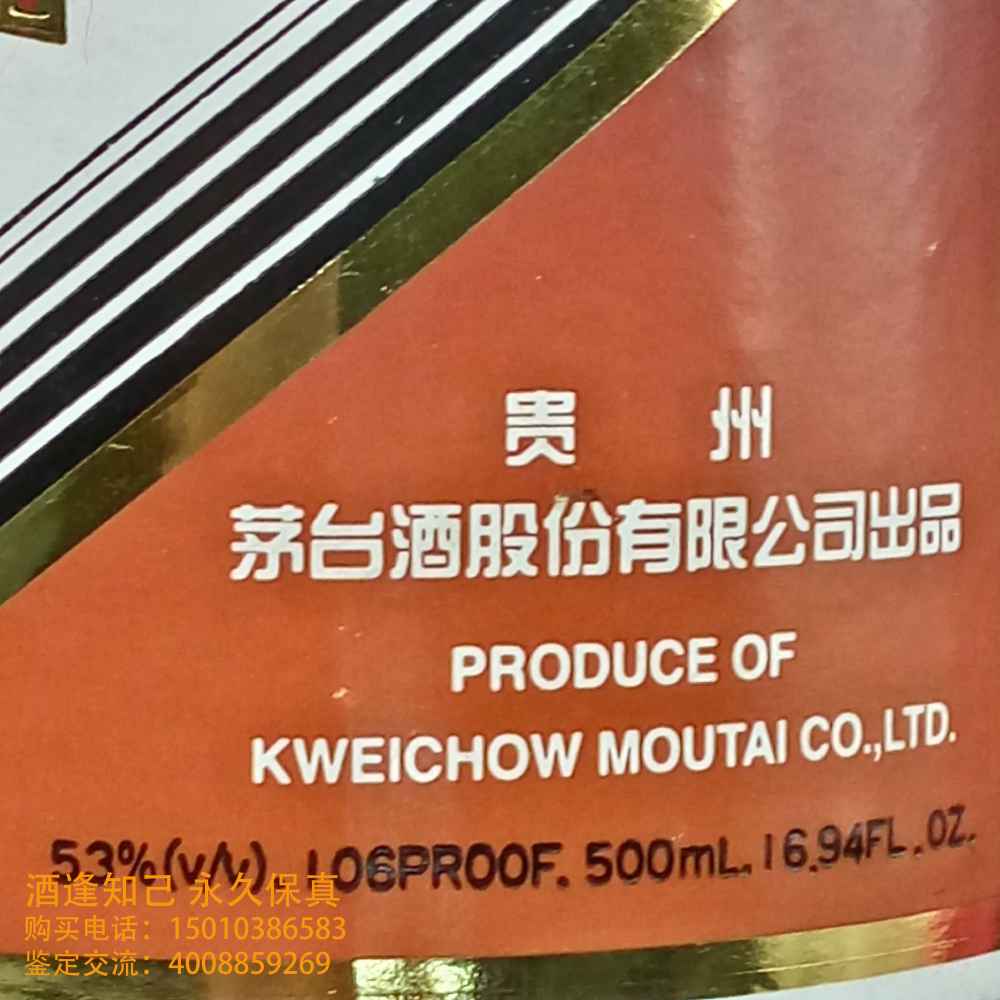 贵 州
茅台酒股份有限公司出品
PRODUCE OF
KWEICHOW MOUTAI CO.,LTD.
53%(v/v). 106PROOF. 500mL. 16.94FL.OZ.
酒逢知己 永久保真
购买电话：15010386583
鉴定交流：4008859269